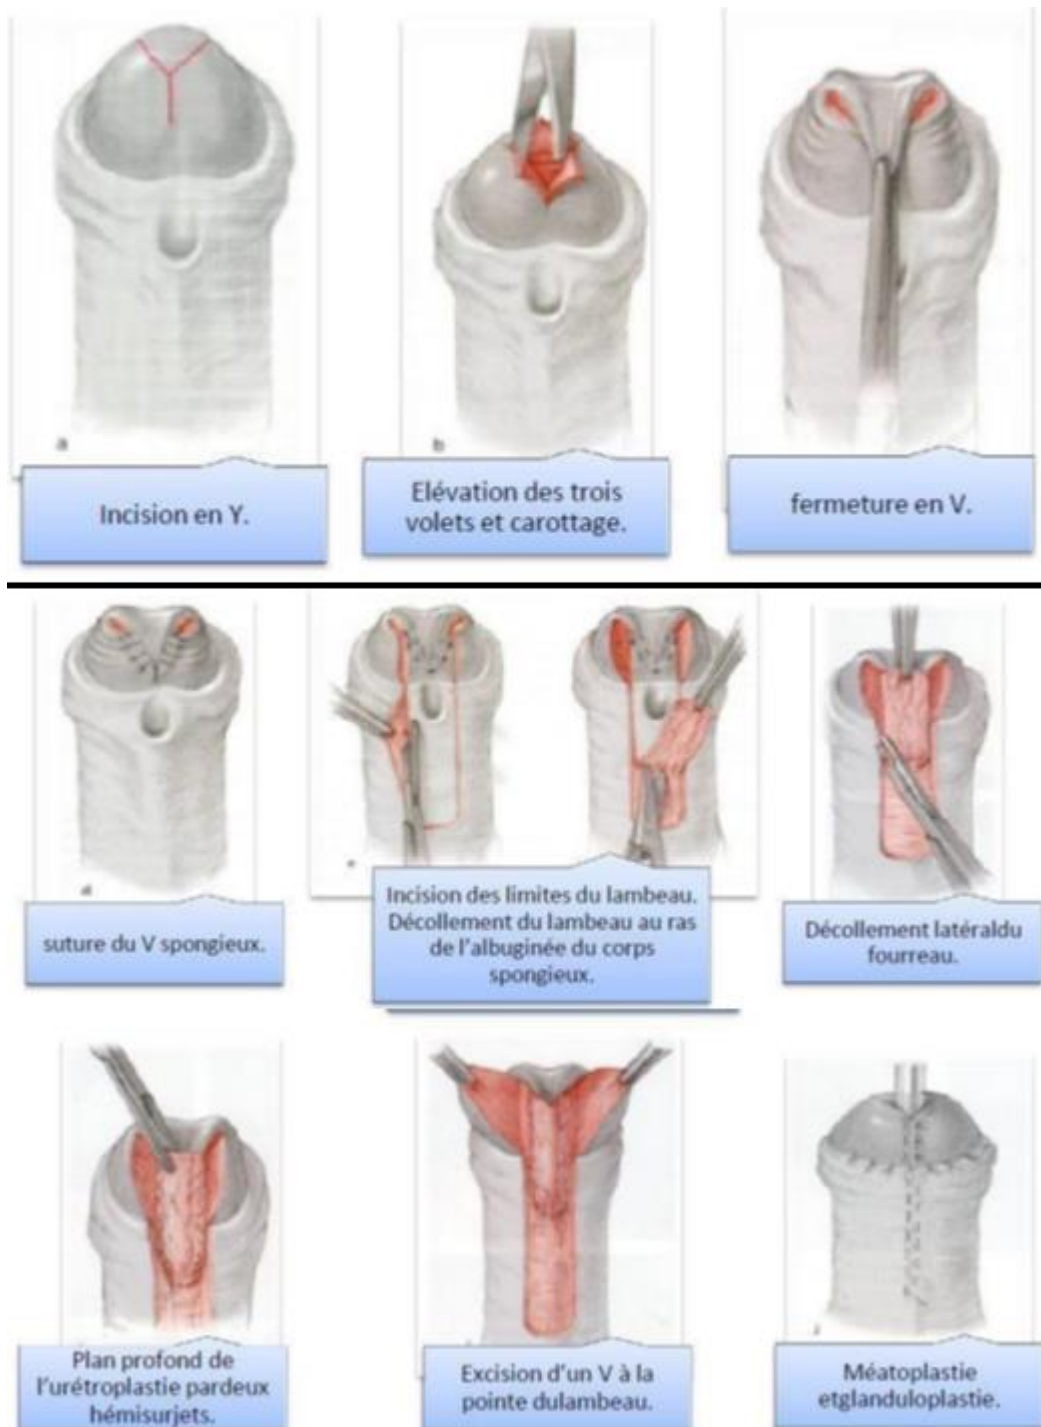 a
b
Incision en Y.
Elévation des trois
volets et carottage.
fermeture en V.
d
e
suture du V spongieux.
Incision des limites du lambeau.
Décollement du lambeau au ras
de l'albuginée du corps
spongieux.
Décollement latéraldu
fourreau.
Plan profond de
l'urétroplastie pardeux
hémisurjets.
Excision d'un V à la
pointe dulambeau.
Méatoplastie
etglanduloplastie.